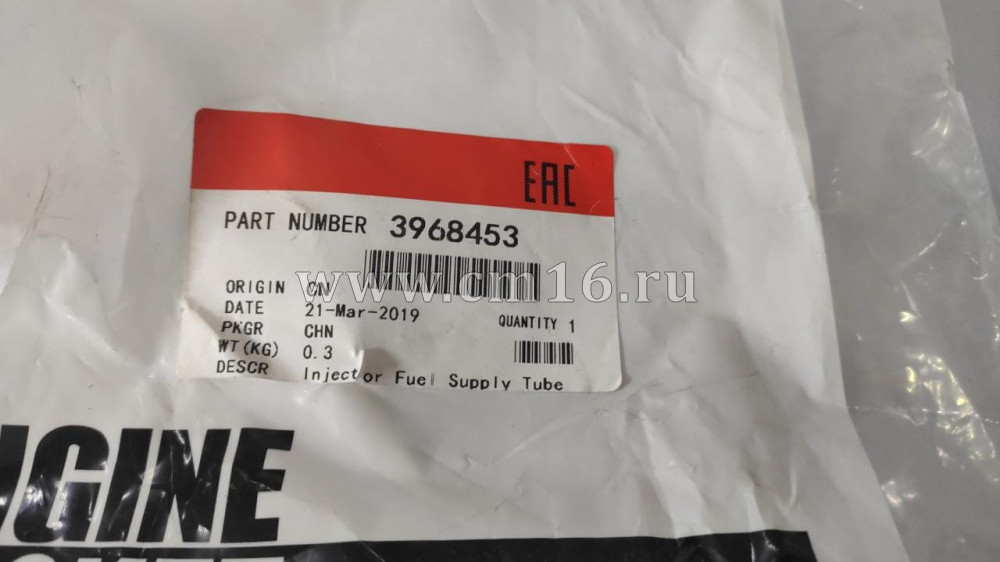 EAC
PART NUMBER 3968453
www.cm16.ru
ORIGIN CN
DATE 21-Mar-2019
QUANTITY 1
PKGR CHN
WT(KG) 0.3
DESCR Injector Fuel Supply Tube
NGINE